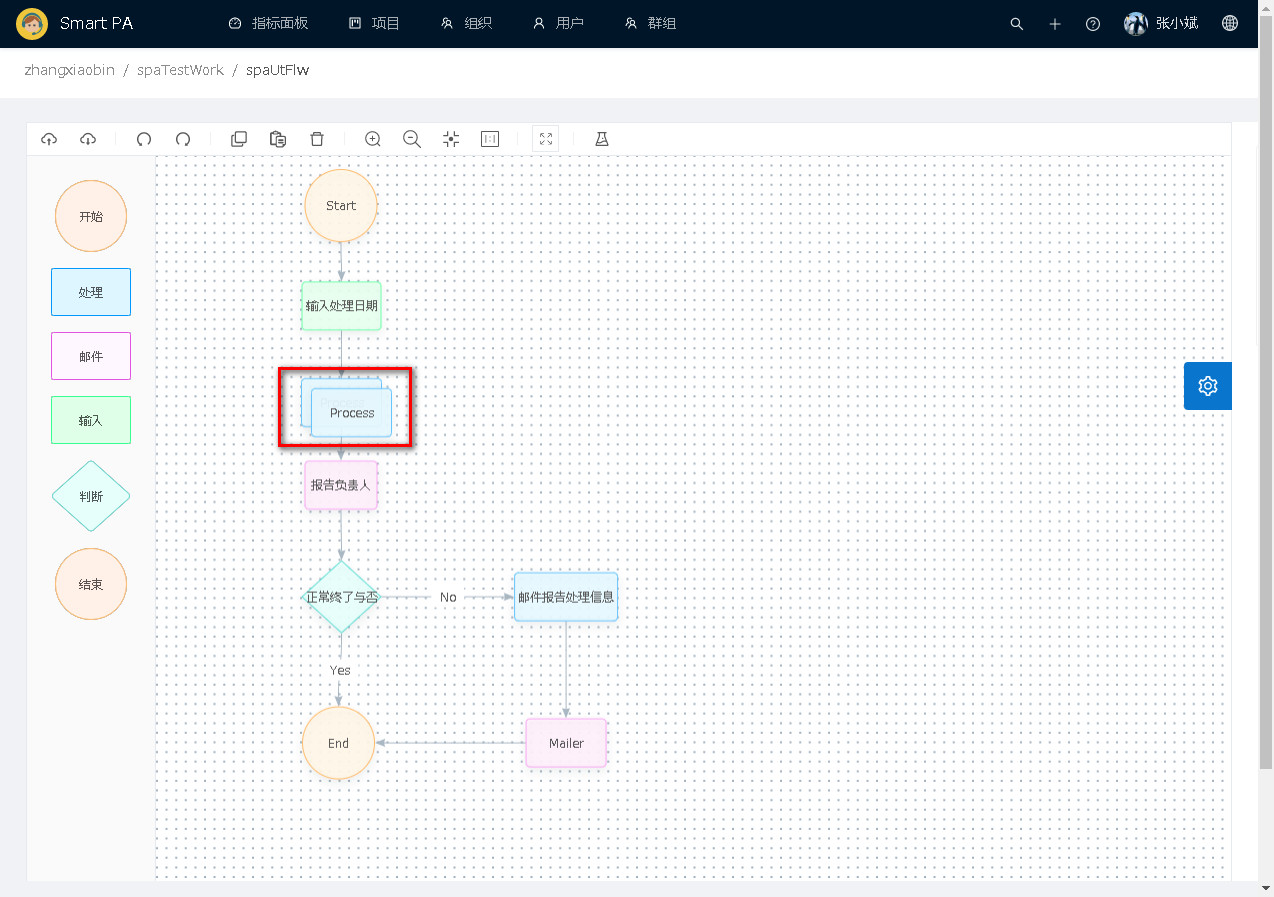 Smart PA 指标面板 项目 组织 用户 群组 张小斌
zhangxiaobin / spaTestWork / spaUtFlw
开始
处理
邮件
输入
判断
结束
Start
输入处理日期
Process
Process
报告负责人
正常终了与否
No
邮件报告处理信息
Yes
End
Mailer